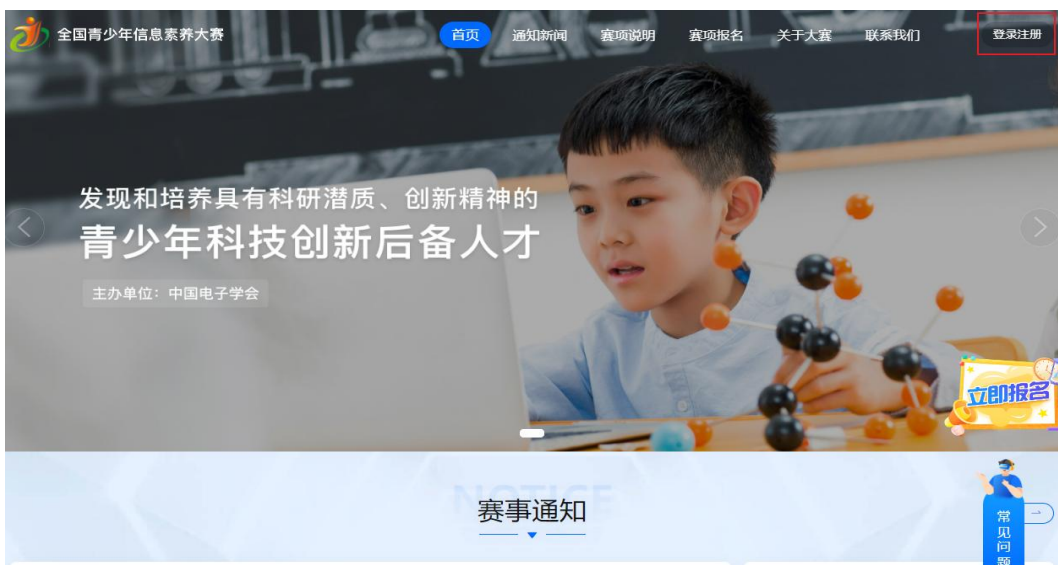 全国青少年信息素养大赛
首页 通知新闻 赛项说明 赛项报名 关于大赛 联系我们 登录注册
发现和培养具有科研潜质、创新精神的
青少年科技创新后备人才
主办单位：中国电子学会
立即报名
NOTICE
赛事通知
常见问题